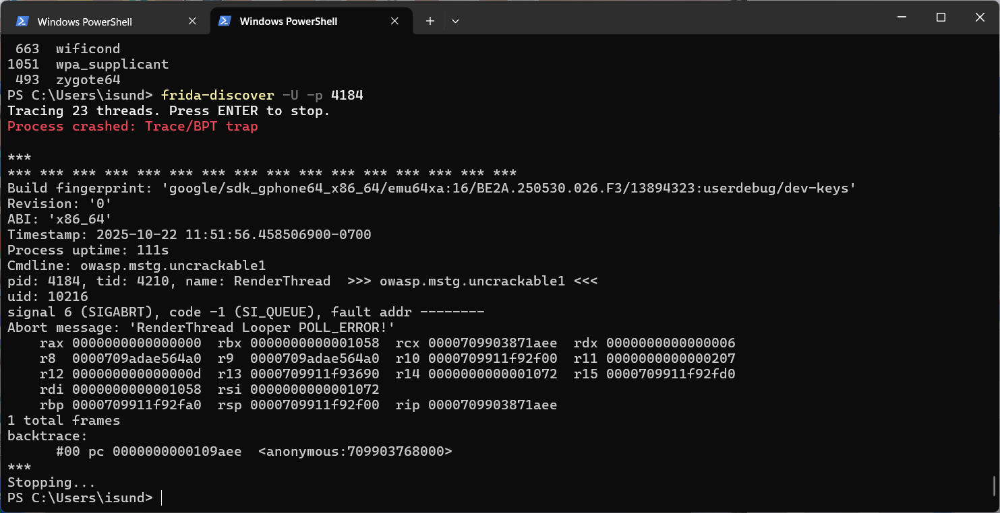 Windows PowerShell
Windows PowerShell
663 wificond
1051 wpa_supplicant
493 zygote64
PS C:\Users\isund> frida-discover -U -p 4184
Tracing 23 threads. Press ENTER to stop.
Process crashed: Trace/BPT trap
***
*** *** *** *** *** *** *** *** *** *** *** *** *** *** *** ***
Build fingerprint: 'google/sdk_gphone64_x86_64/emu64xa:16/BE2A.250530.026.F3/13894323:userdebug/dev-keys'
Revision: '0'
ABI: 'x86_64'
Timestamp: 2025-10-22 11:51:56.458506900-0700
Process uptime: 111s
Cmdline: owasp.mstg.uncrackable1
pid: 4184, tid: 4210, name: RenderThread >>> owasp.mstg.uncrackable1 <<<
uid: 10216
signal 6 (SIGABRT), code -1 (SI_QUEUE), fault addr --------
Abort message: 'RenderThread Looper POLL_ERROR!'
rax 0000000000000000 rbx 0000000000001058 rcx 0000709903871aee rdx 0000000000000006
r8 0000709adae564a0 r9 0000709adae564a0 r10 0000709911f92f00 r11 0000000000000207
r12 000000000000000d r13 0000709911f93690 r14 0000000000001072 r15 0000709911f92fd0
rdi 0000000000001058 rsi 0000000000001072
rbp 0000709911f92fa0 rsp 0000709911f92f00 rip 0000709903871aee
1 total frames
backtrace:
#00 pc 0000000000109aee <anonymous:709903768000>
***
Stopping...
PS C:\Users\isund>